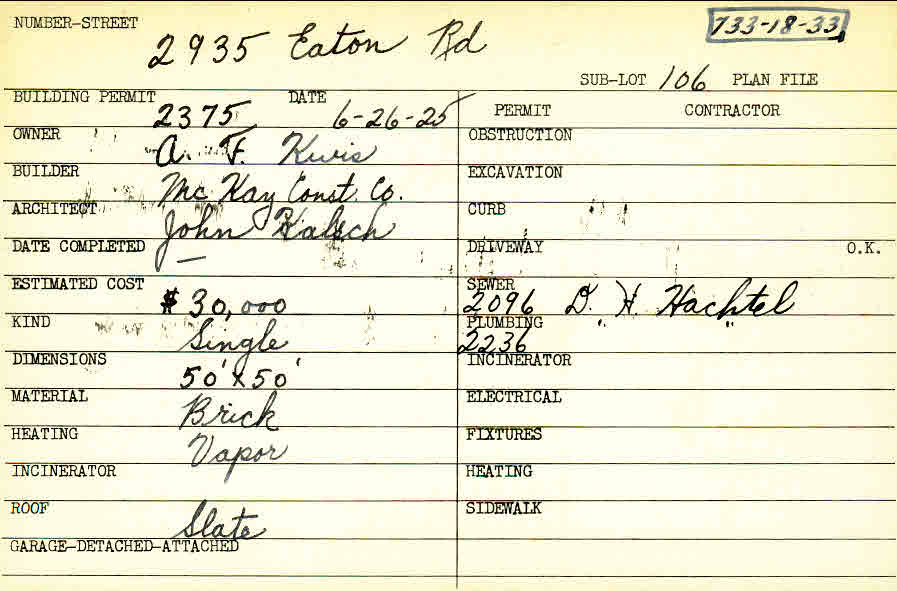 NUMBER-STREET 2935 Eaton Rd 733-18-33
SUB-LOT 106 PLAN FILE
BUILDING PERMIT 2375 DATE 6-26-25
OWNER A. F. Kuvis
BUILDER McKay Const. Co.
ARCHITECT John Kalsch
DATE COMPLETED —
ESTIMATED COST $30,000
KIND Single
DIMENSIONS 50' x 50'
MATERIAL Brick
HEATING Vapor
INCINERATOR
ROOF Slate
GARAGE-DETACHED-ATTACHED
PERMIT CONTRACTOR
OBSTRUCTION
EXCAVATION
CURB
DRIVEWAY O.K.
SEWER 2096 D. H. Hachtel
PLUMBING 2236 " "
INCINERATOR
ELECTRICAL
FIXTURES
HEATING
SIDEWALK